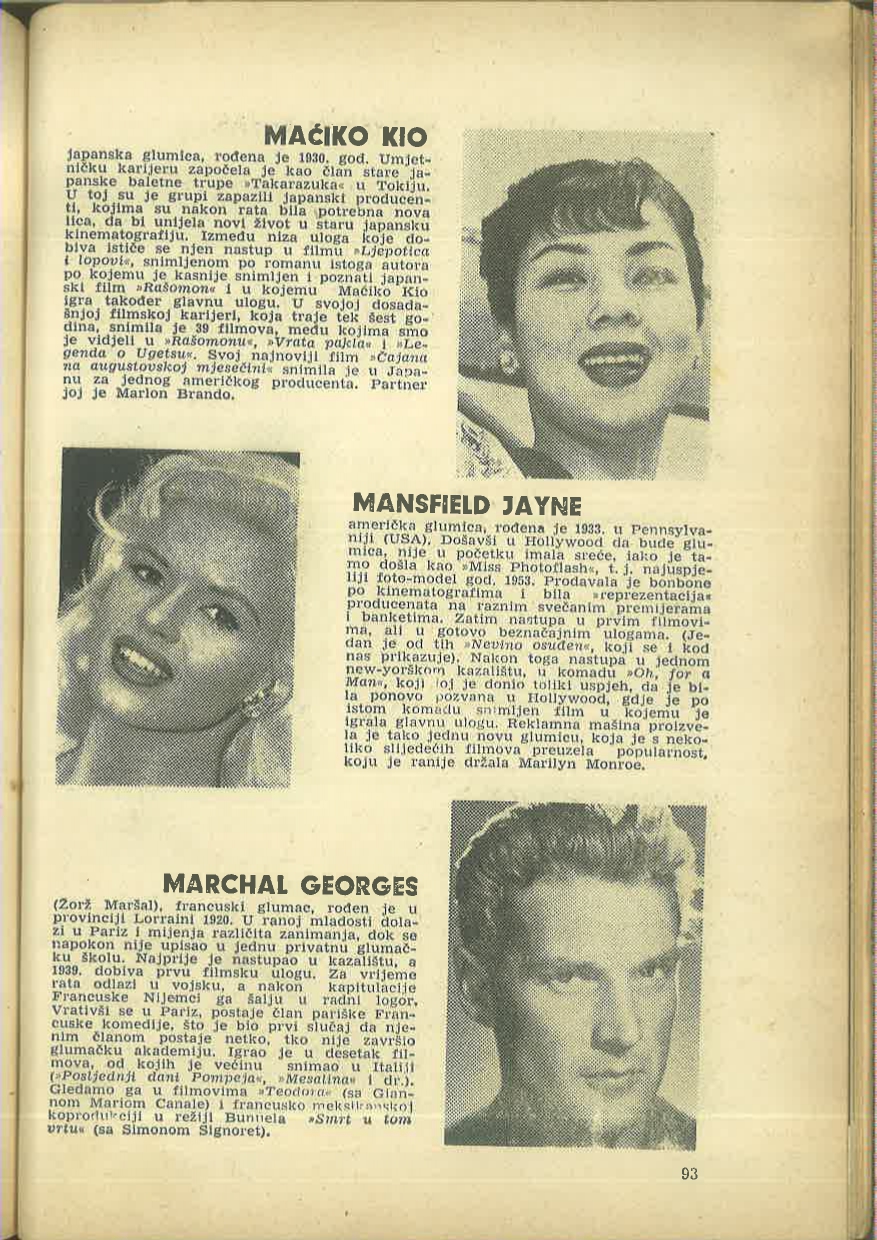 MAĆIKO KIO
japanska glumica, rođena je 1930. god. Umjet-
ničku karijeru započela je kao član stare ja-
panske baletne trupe »Takarazuka« u Tokiju.
U toj su je grupi zapazili japanski producen-
ti, kojima su nakon rata bila potrebna nova
lica, da bi unijela novi život u staru japansku
kinematografiju. Između niza uloga koje do-
biva ističe se njen nastup u filmu »Ljepotica
i lopovi«, snimljenom po romanu istoga autora
po kojemu je kasnije snimljen i poznati japan-
ski film »Rašomon« i u kojemu Maćiko Kio
igra također glavnu ulogu. U svojoj dosada-
šnjoj filmskoj karijeri, koja traje tek šest go-
dina, snimila je 39 filmova, među kojima smo
je vidjeli u »Rašomonu«, »Vrata pakla« i »Le-
genda o Ugetsu«. Svoj najnoviji film »Čajana
na augustovskoj mjesečini« snimila je u Japa-
nu za jednog američkog producenta. Partner
joj je Marlon Brando.
MANSFIELD JAYNE
američka glumica, rođena je 1933. u Pennsylva-
niji (USA). Došavši u Hollywood da bude glu-
mica, nije u početku imala sreće, iako je ta-
mo došla kao »Miss Photoflash«, t. j. najuspje-
liji foto-model god. 1953. Prodavala je bonbone
po kinematografima i bila »reprezentacija«
producenata na raznim svečanim premijerama
i banketima. Zatim nastupa u prvim filmovi-
ma, ali u gotovo beznačajnim ulogama. (Je-
dan je od tih »Nevino osuđen«, koji se i kod
nas prikazuje). Nakon toga nastupa u jednom
new-yorškom kazalištu, u komadu »Oh, for a
Man«, koji joj je donio toliki uspjeh, da je bi-
la ponovo pozvana u Hollywood, gdje je po
istom komadu snimljen film u kojemu je
igrala glavnu ulogu. Reklamna mašina proizve-
la je tako jednu novu glumicu, koja je s neko-
liko slijedećih filmova preuzela popularnost,
koju je ranije držala Marilyn Monroe.
MARCHAL GEORGES
(Žorž Maršal), francuski glumac, rođen je u
provinciji Lorraini 1920. U ranoj mladosti dola-
zi u Pariz i mijenja različita zanimanja, dok se
napokon nije upisao u jednu privatnu glumač-
ku školu. Najprije je nastupao u kazalištu, a
1939. dobiva prvu filmsku ulogu. Za vrijeme
rata odlazi u vojsku, a nakon kapitulacije
Francuske Nijemci ga šalju u radni logor.
Vrativši se u Pariz, postaje član pariške Fran-
cuske komedije, što je bio prvi slučaj da nje-
nim članom postaje netko, tko nije završio
glumačku akademiju. Igrao je u desetak fil-
mova, od kojih je većinu snimao u Italiji
(»Posljednji dani Pompeja«, »Mesalina« i dr.).
Gledamo ga u filmovima »Teodora« (sa Gian-
nom Mariom Canale) i francusko meksikanskoj
koprodukciji u režiji Bunuela »Smrt u tom
vrtu« (sa Simonom Signoret).
93